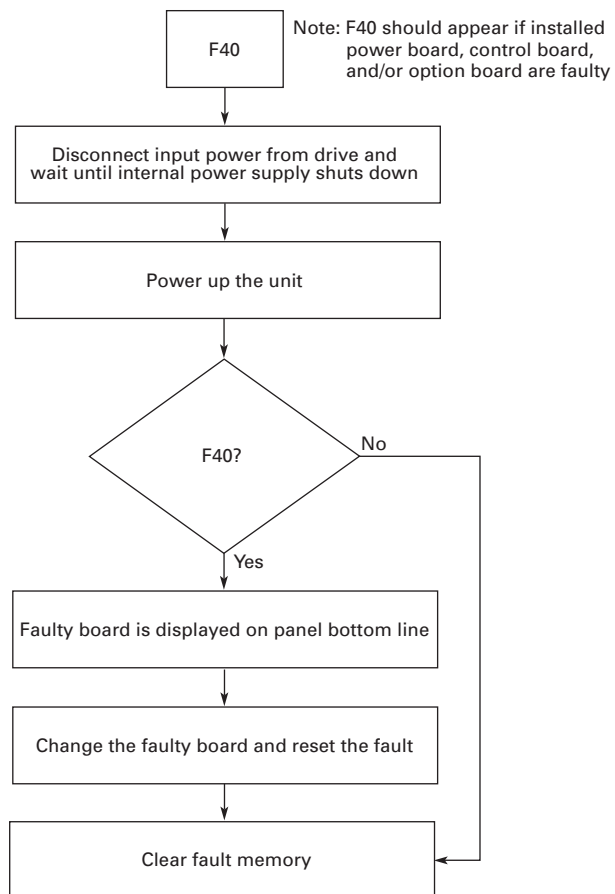 F40
Note: F40 should appear if installed
power board, control board,
and/or option board are faulty
Disconnect input power from drive and
wait until internal power supply shuts down
Power up the unit
F40?
No
Yes
Faulty board is displayed on panel bottom line
Change the faulty board and reset the fault
Clear fault memory